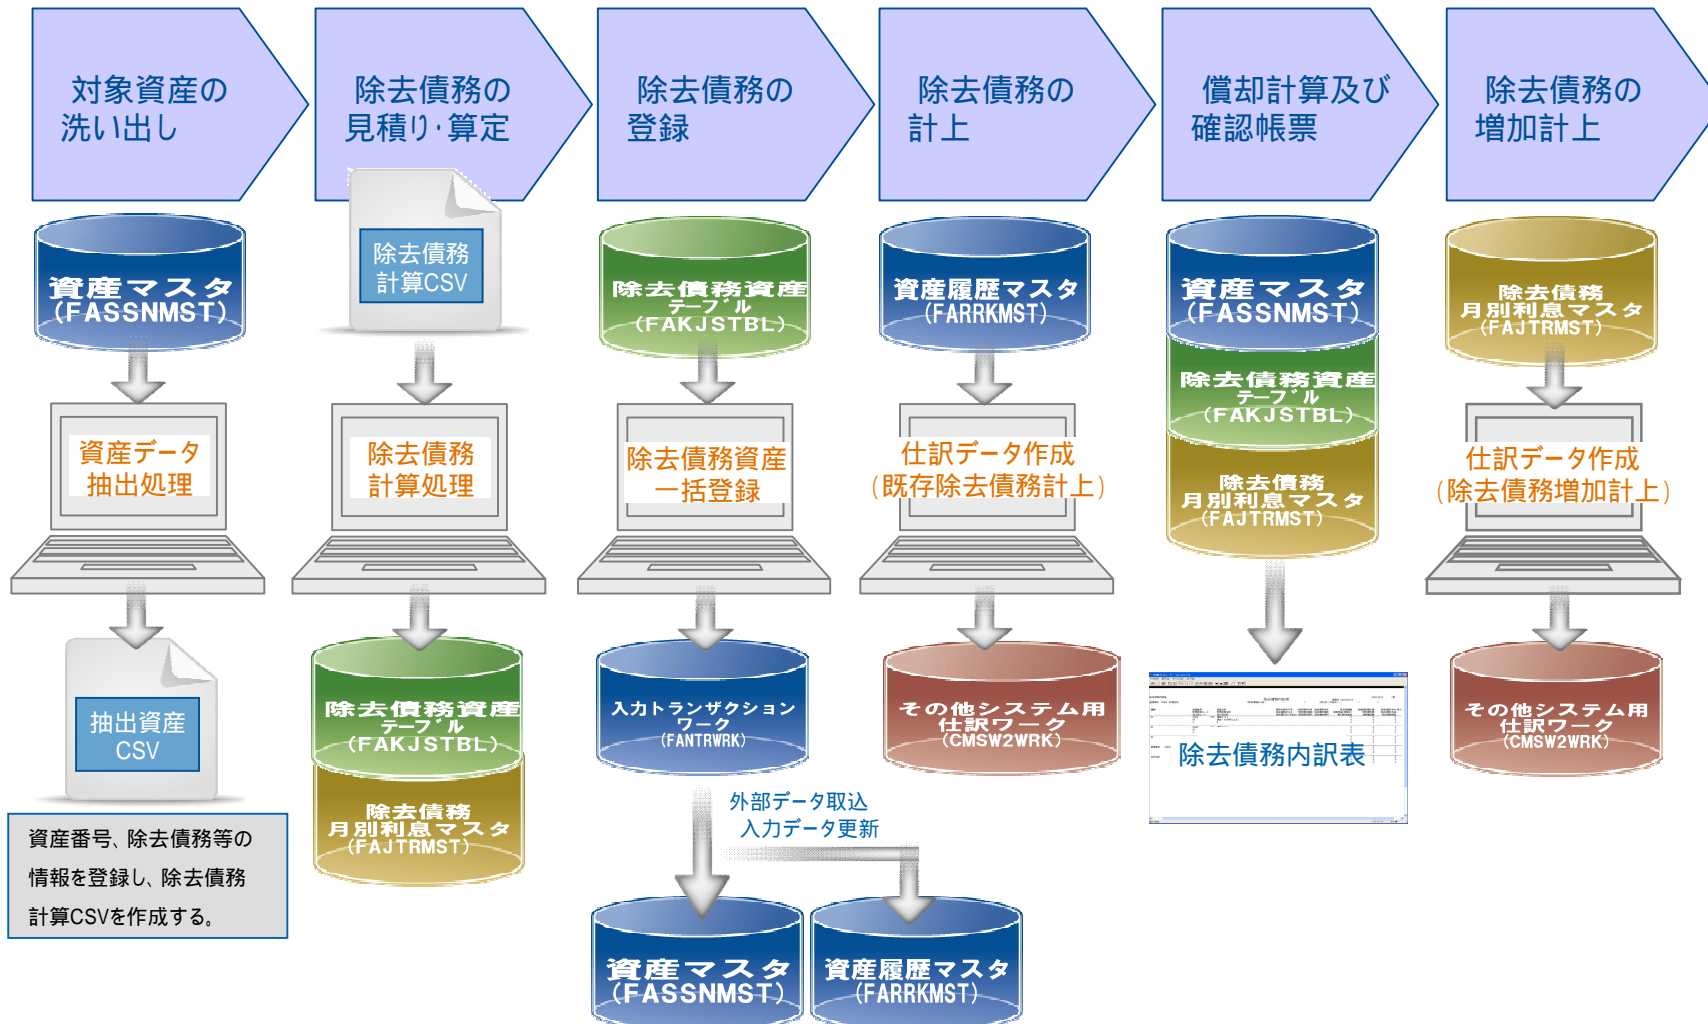 対象資産の
洗い出し
除去債務の
見積り・算定
除去債務の
登録
除去債務の
計上
償却計算及び
確認帳票
除去債務の
増加計上
資産マスタ
(FASSNMST)
資産データ
抽出処理
抽出資産
CSV
資産番号、除去債務等の
情報を登録し、除去債務
計算CSVを作成する。
除去債務
計算CSV
除去債務
計算処理
除去債務資産
テーブル
(FAKJSTBL)
除去債務
月別利息マスタ
(FAJTRMST)
除去債務資産
テーブル
(FAKJSTBL)
除去債務資産
一括登録
入力トランザクション
ワーク
(FANTRWRK)
外部データ取込
入力データ更新
資産マスタ
(FASSNMST)
資産履歴マスタ
(FARRKMST)
資産履歴マスタ
(FARRKMST)
仕訳データ作成
(既存除去債務計上)
その他システム用
仕訳ワーク
(CMSW2WRK)
資産マスタ
(FASSNMST)
除去債務資産
テーブル
(FAKJSTBL)
除去債務
月別利息マスタ
(FAJTRMST)
除去債務内訳表
除去債務
月別利息マスタ
(FAJTRMST)
仕訳データ作成
(除去債務増加計上)
その他システム用
仕訳ワーク
(CMSW2WRK)